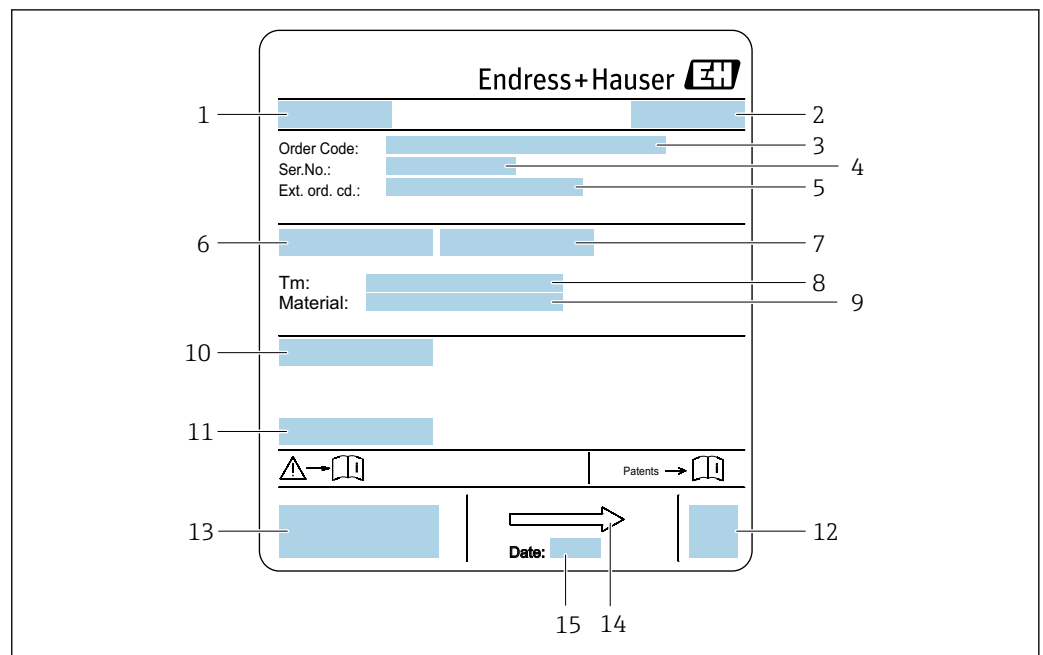 Endress+Hauser EH
1
2
Order Code:
3
Ser.No.:
4
Ext. ord. cd.:
5
6
7
Tm:
8
Material:
9
10
11
Patents
13
12
Date:
15 14